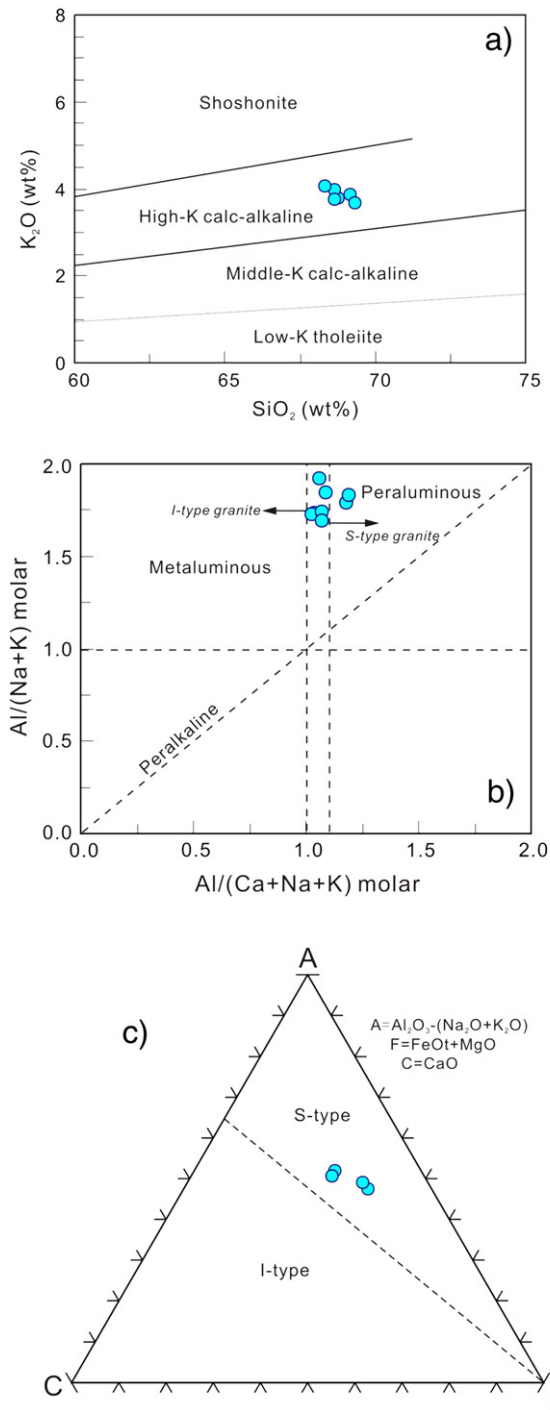 a)
8
6
4
2
0
K₂O (wt%)
Shoshonite
High-K calc-alkaline
Middle-K calc-alkaline
Low-K tholeiite
60
65
70
75
SiO₂ (wt%)
2.0
1.5
1.0
0.5
0.0
Al/(Na+K) molar
Peraluminous
I-type granite
S-type granite
Metaluminous
Peralkaline
b)
0.0
0.5
1.0
1.5
2.0
Al/(Ca+Na+K) molar
A
c)
A=Al₂O₃-(Na₂O+K₂O)
F=FeOt+MgO
C=CaO
S-type
I-type
C